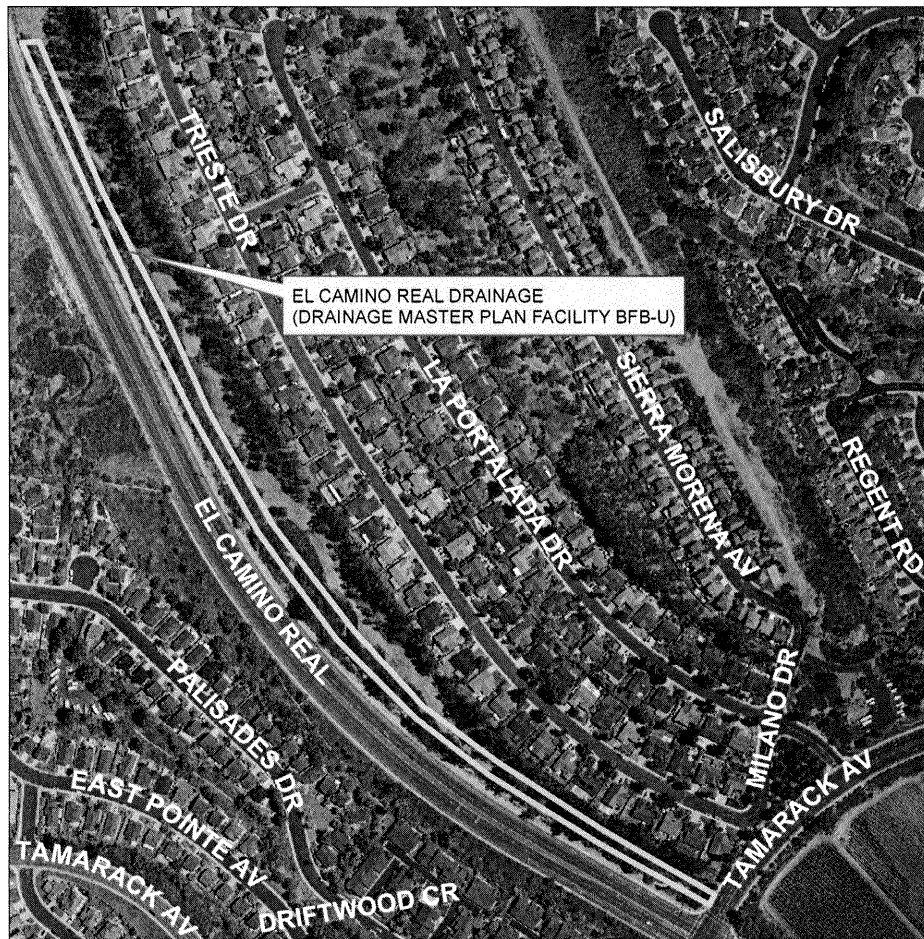 SALISBURY DR
TRIESTE DR
EL CAMINO REAL DRAINAGE
(DRAINAGE MASTER PLAN FACILITY BFB-U)
LA PORTALADA DR
SIERRA MORENA AV
REGENT RD
EL CAMINO REAL
PALISADES DR
MILANO DR
EAST POINTE AV
TAMARACK AV
TAMARACK AV
DRIFTWOOD CR